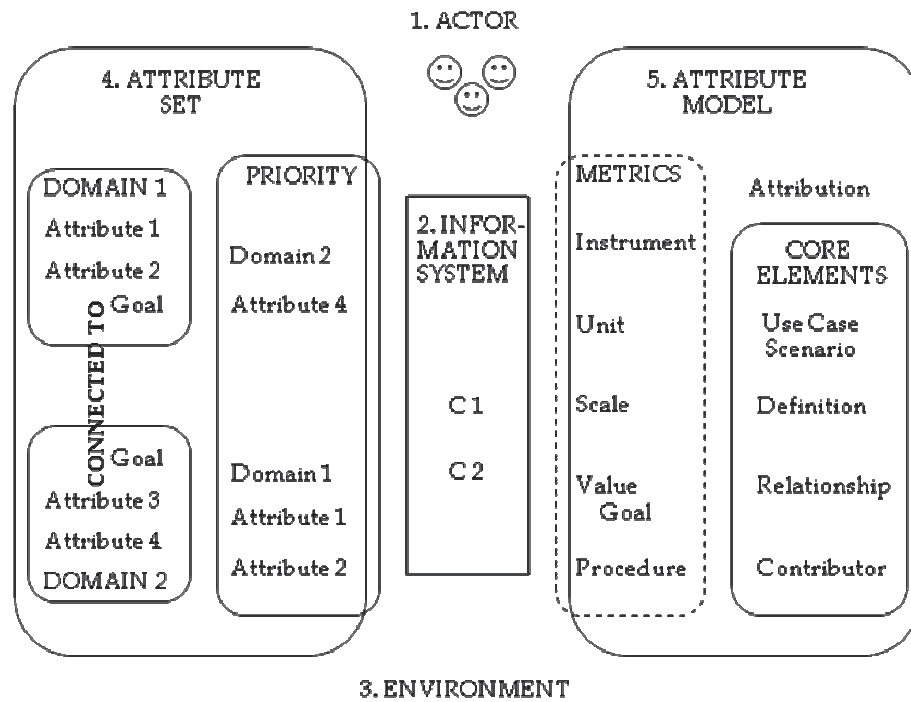 1. ACTOR
4. ATTRIBUTE
SET
DOMAIN 1
Attribute 1
Attribute 2
Goal
CONNECTED TO
Goal
Attribute 3
Attribute 4
DOMAIN 2
PRIORITY
Domain 2
Attribute 4
Domain 1
Attribute 1
Attribute 2
2. INFOR-
MATION
SYSTEM
C 1
C 2
5. ATTRIBUTE
MODEL
METRICS
Instrument
Unit
Scale
Value
Goal
Procedure
Attribution
CORE
ELEMENTS
Use Case
Scenario
Definition
Relationship
Contributor
3. ENVIRONMENT